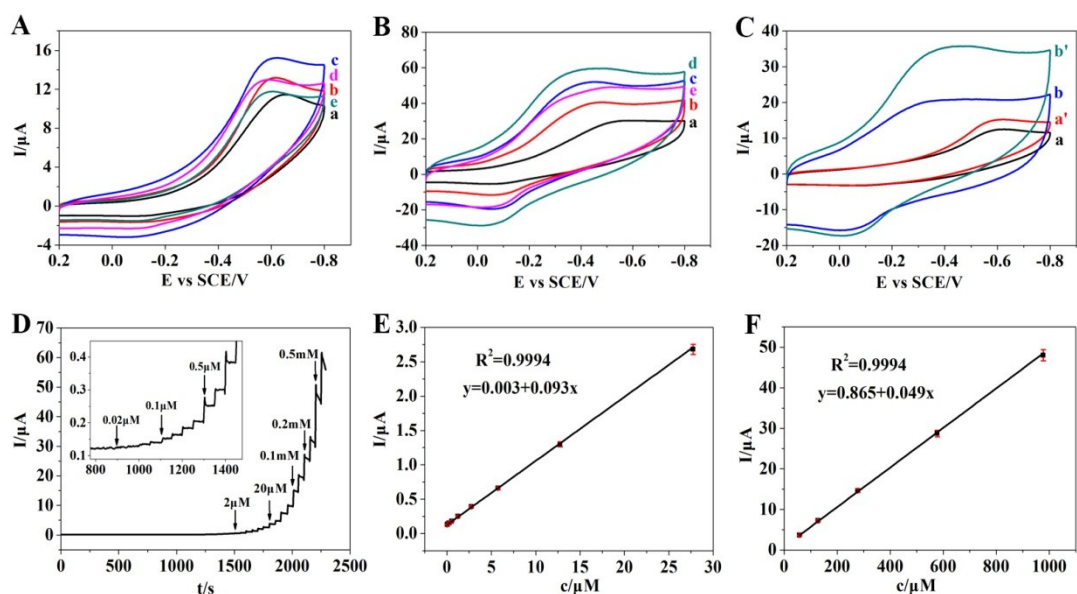 A
I/μA
16
12
8
4
0
-4
c
d
b
e
a
0.2 0.0 -0.2 -0.4 -0.6 -0.8
E vs SCE/V
B
I/μA
80
60
40
20
0
-20
40
d
c
e
b
a
0.2 0.0 -0.2 -0.4 -0.6 -0.8
E vs SCE/V
C
I/μA
40
30
20
10
0
-10
-20
b'
b
a'
a
0.2 0.0 -0.2 -0.4 -0.6 -0.8
E vs SCE/V
D
I/μA
70
60
50
40
30
20
10
0
0.4
0.3
0.2
0.1
0.02μM
0.1μM
0.5μM
800 1000 1200 1400
0.5mM
0.2mM
0.1mM
20μM
2μM
0 500 1000 1500 2000 2500
t/s
E
I/μA
3.0
2.5
2.0
1.5
1.0
0.5
0.0
R²=0.9994
y=0.003+0.093x
0 5 10 15 20 25 30
c/μM
F
I/μA
50
40
30
20
10
0
R²=0.9994
y=0.865+0.049x
0 200 400 600 800 1000
c/μM